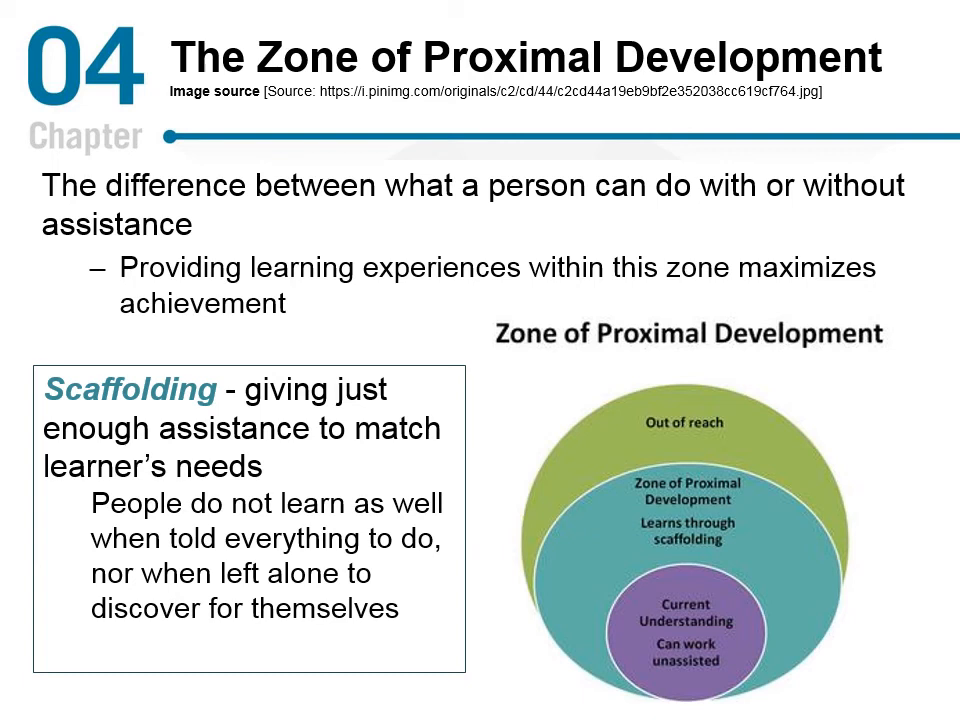 04
Chapter
The Zone of Proximal Development
Image source [Source: https://i.pinimg.com/originals/c2/cd/44/c2cd44a19eb9bf2e352038cc619cf764.jpg]
The difference between what a person can do with or without
assistance
– Providing learning experiences within this zone maximizes
achievement
Scaffolding - giving just
enough assistance to match
learner’s needs
People do not learn as well
when told everything to do,
nor when left alone to
discover for themselves
Zone of Proximal Development
Out of reach
Zone of Proximal
Development
Learns through
scaffolding
Current
Understanding
Can work
unassisted